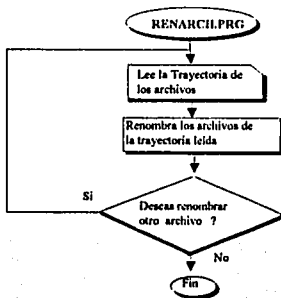 RENARCH.PRG
Lee la Trayectoria de
los archivos
Renombra los archivos de
la trayectoria leída
Si
Deseas renombrar
otro archivo ?
No
Fin